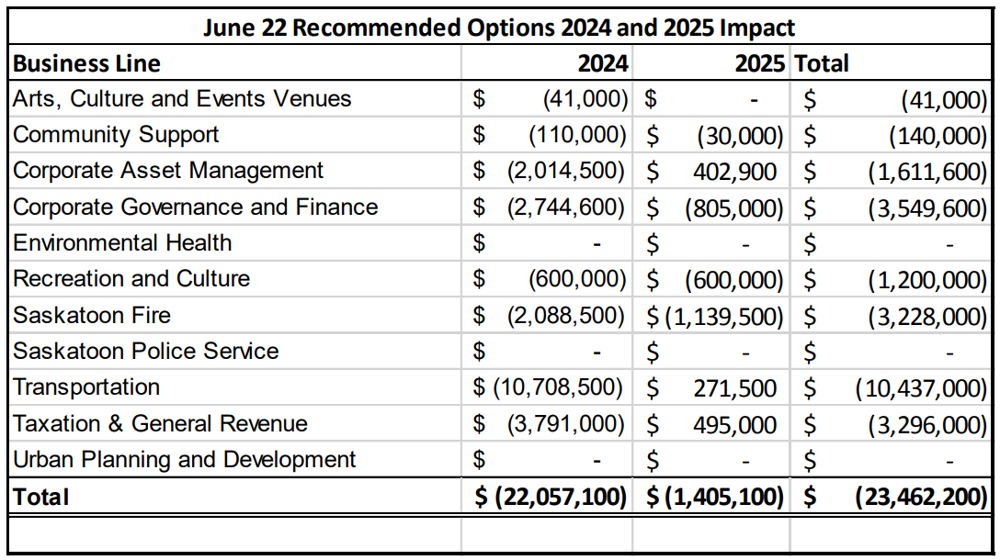 June 22 Recommended Options 2024 and 2025 Impact
Business Line 2024 2025 Total
Arts, Culture and Events Venues $ (41,000) $ - $ (41,000)
Community Support $ (110,000) $ (30,000) $ (140,000)
Corporate Asset Management $ (2,014,500) $ 402,900 $ (1,611,600)
Corporate Governance and Finance $ (2,744,600) $ (805,000) $ (3,549,600)
Environmental Health $ - $ - $ -
Recreation and Culture $ (600,000) $ (600,000) $ (1,200,000)
Saskatoon Fire $ (2,088,500) $ (1,139,500) $ (3,228,000)
Saskatoon Police Service $ - $ - $ -
Transportation $ (10,708,500) $ 271,500 $ (10,437,000)
Taxation & General Revenue $ (3,791,000) $ 495,000 $ (3,296,000)
Urban Planning and Development $ - $ - $ -
Total $ (22,057,100) $ (1,405,100) $ (23,462,200)